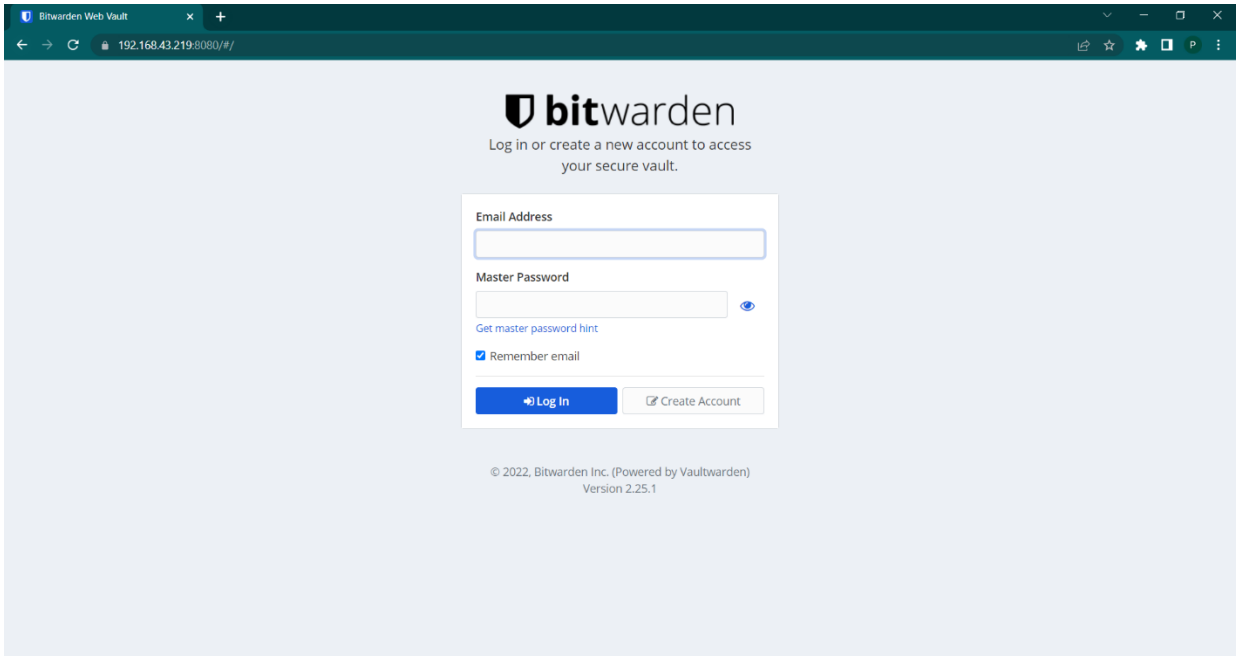 Bitwarden Web Vault
192.168.43.219:8080/#/
P
bitwarden
Log in or create a new account to access
your secure vault.
Email Address
Master Password
Get master password hint
Remember email
Log In Create Account
© 2022, Bitwarden Inc. (Powered by Vaultwarden)
Version 2.25.1